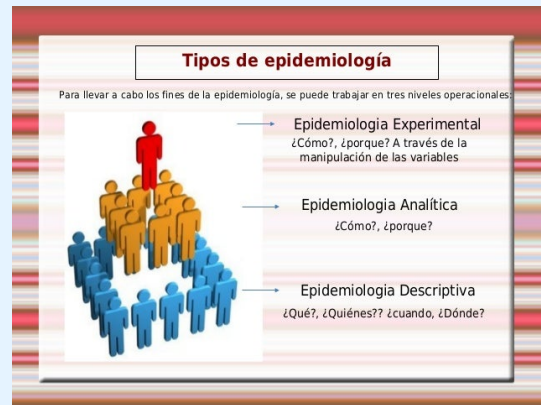 Tipos de epidemiología
Para llevar a cabo los fines de la epidemiología, se puede trabajar en tres niveles operacionales:
Epidemiologia Experimental
¿Cómo?, ¿porque? A través de la
manipulación de las variables
Epidemiologia Analítica
¿Cómo?, ¿porque?
Epidemiologia Descriptiva
¿Qué?, ¿Quiénes?? ¿cuando, ¿Dónde?